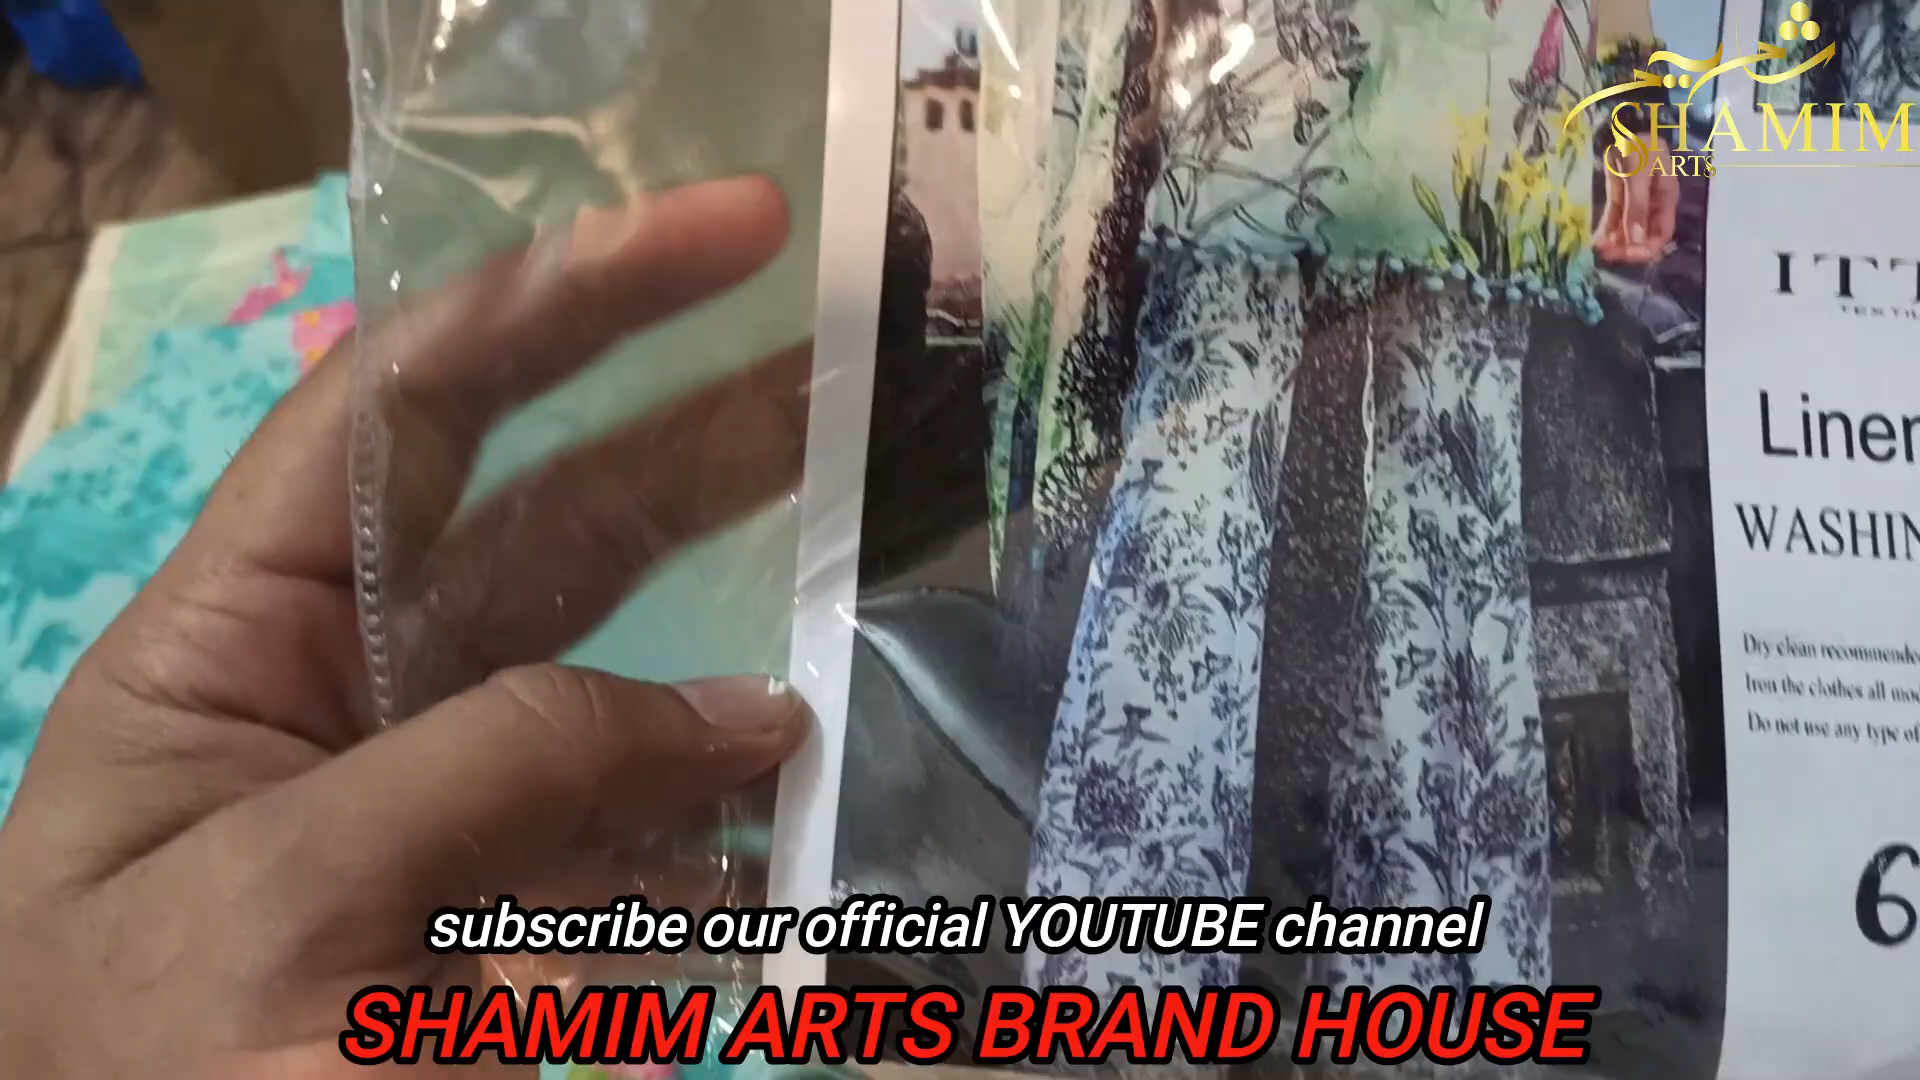 SHAMIM
ARTS
ITT
Linen
WASHIN
Dry clean recommende
Iron the clothes all mo
Do not use any type of
6
subscribe our official YOUTUBE channel
SHAMIM ARTS BRAND HOUSE